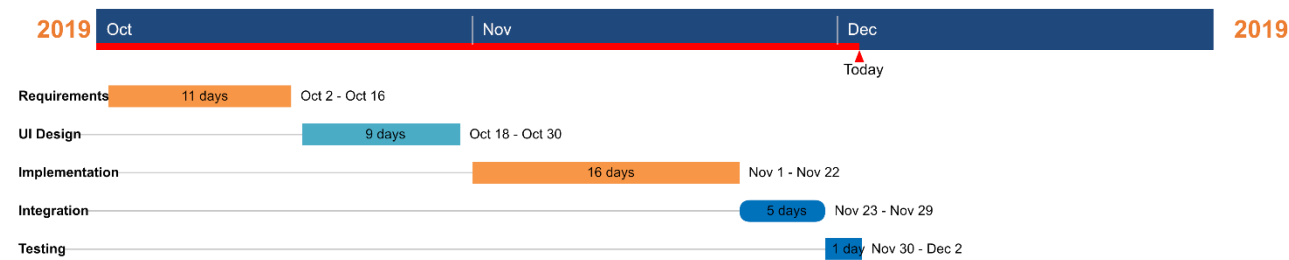 2019 Oct Nov Dec 2019
Today
Requirements 11 days Oct 2 - Oct 16
UI Design 9 days Oct 18 - Oct 30
Implementation 16 days Nov 1 - Nov 22
Integration 5 days Nov 23 - Nov 29
Testing 1 day Nov 30 - Dec 2